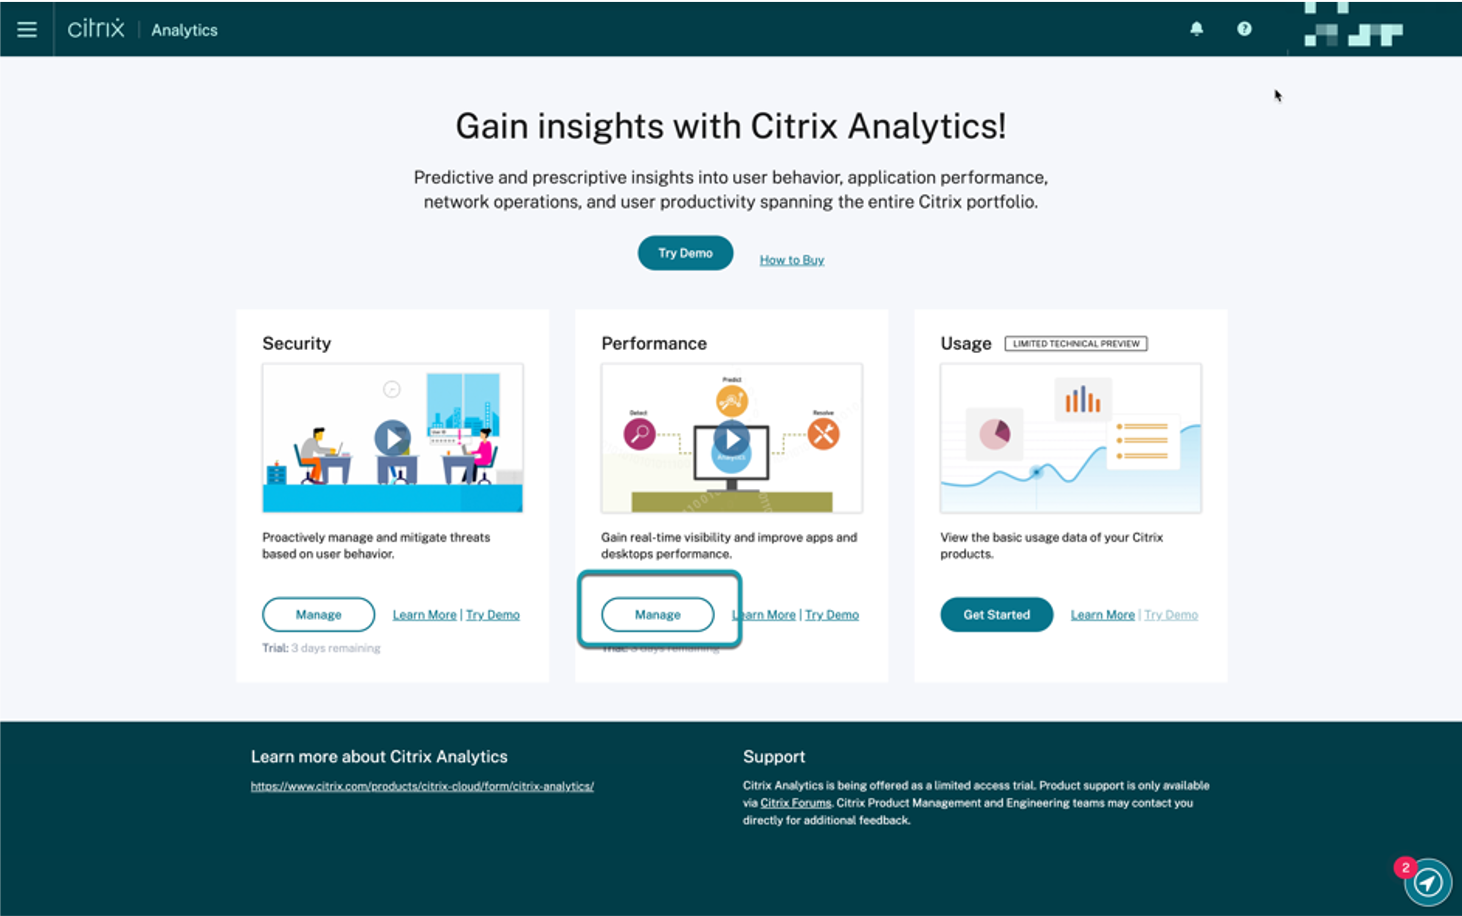 citrix | Analytics
Gain insights with Citrix Analytics!
Predictive and prescriptive insights into user behavior, application performance,
network operations, and user productivity spanning the entire Citrix portfolio.
Try Demo How to Buy
Security
Proactively manage and mitigate threats
based on user behavior.
Manage Learn More | Try Demo
Trial: 3 days remaining
Performance
Predict
Detect
Resolve
Analytics
Gain real-time visibility and improve apps and
desktops performance.
Manage Learn More | Try Demo
Trial: 3 days remaining
Usage LIMITED TECHNICAL PREVIEW
View the basic usage data of your Citrix
products.
Get Started Learn More | Try Demo
Learn more about Citrix Analytics
https://www.citrix.com/products/citrix-cloud/form/citrix-analytics/
Support
Citrix Analytics is being offered as a limited access trial. Product support is only available
via Citrix Forums. Citrix Product Management and Engineering teams may contact you
directly for additional feedback.
2